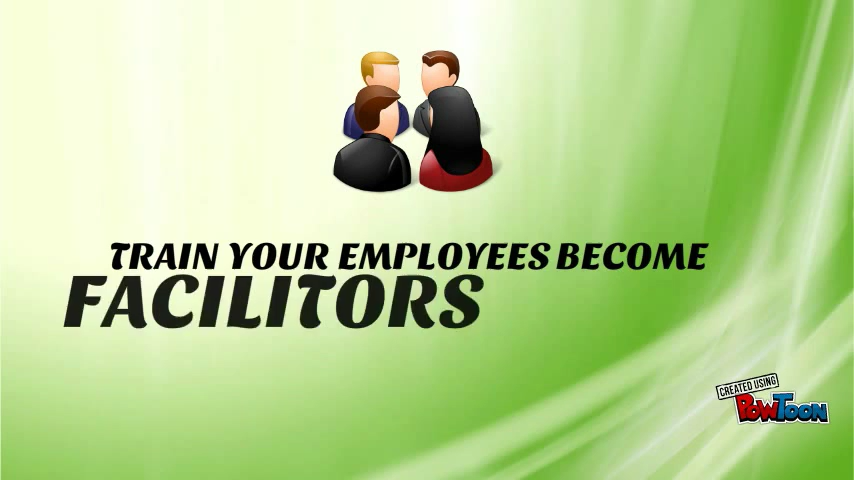 TRAIN YOUR EMPLOYEES BECOME
FACILITORS
CREATED USING
POWTOON